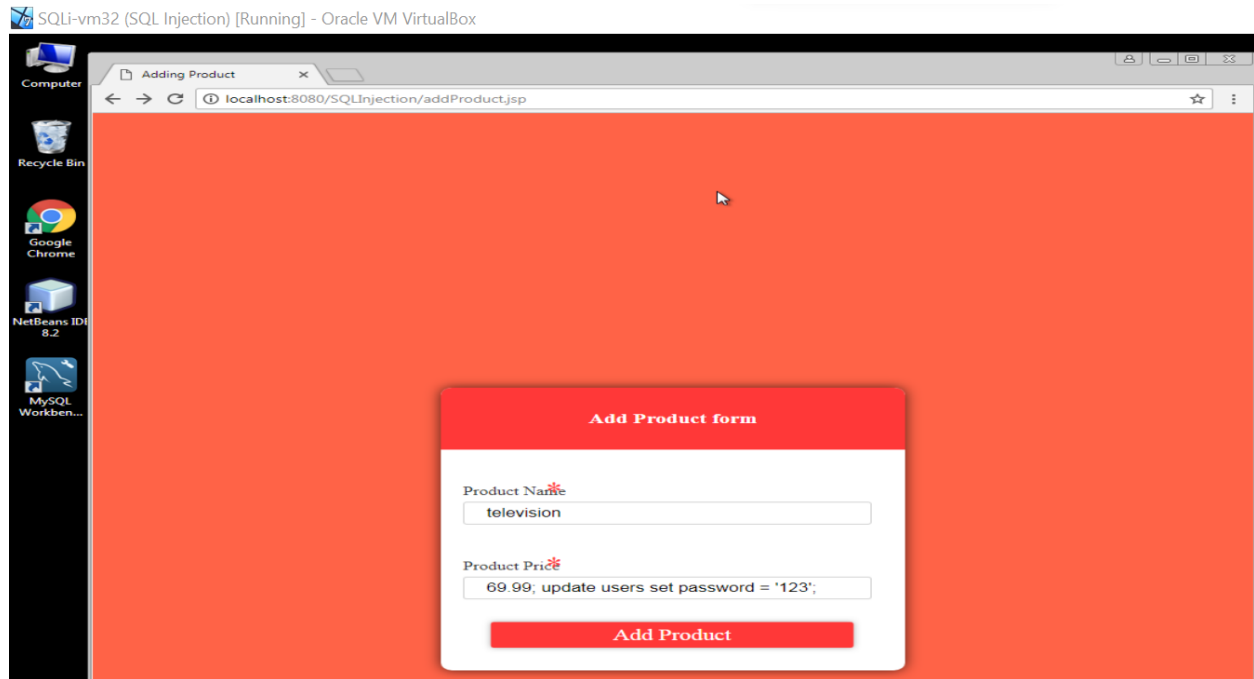 SQLi-vm32 (SQL Injection) [Running] - Oracle VM VirtualBox
Computer
Adding Product
localhost:8080/SQLInjection/addProduct.jsp
Recycle Bin
Google
Chrome
NetBeans IDE
8.2
MySQL
Workben...
Add Product form
Product Name*
television
Product Price*
69.99; update users set password = '123';
Add Product